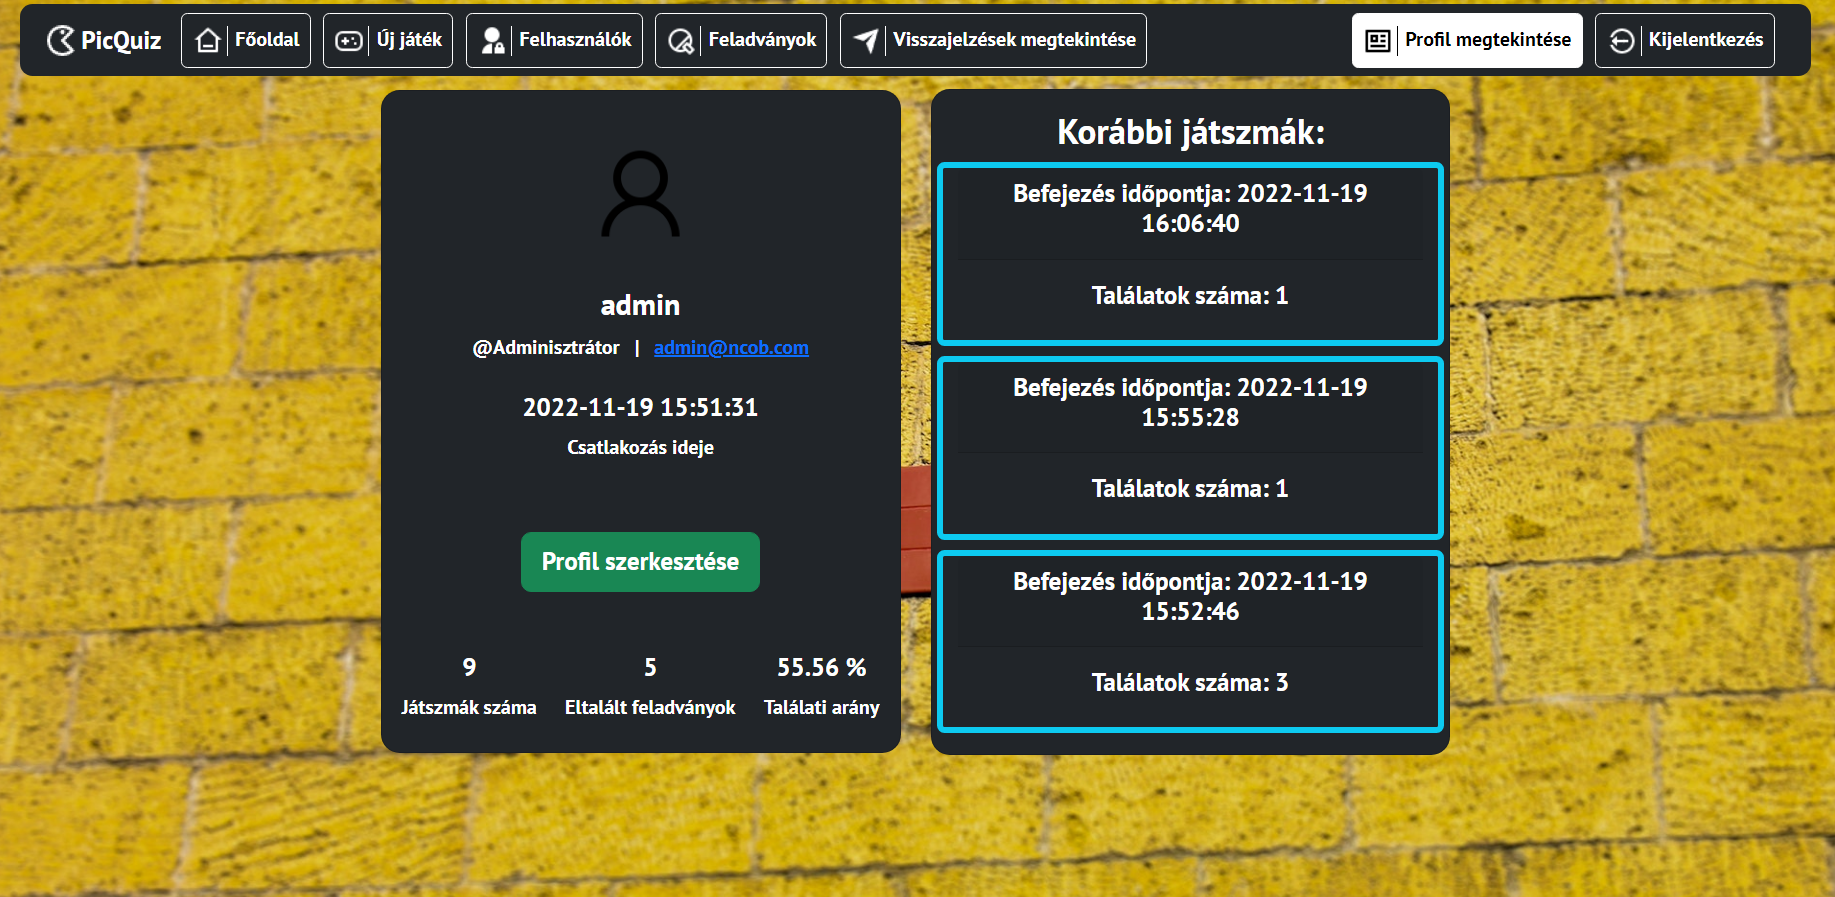 PicQuiz
Főoldal
Új játék
Felhasználók
Feladványok
Visszajelzések megtekintése
Profil megtekintése
Kijelentkezés
admin
@Adminisztrátor | admin@ncob.com
2022-11-19 15:51:31
Csatlakozás ideje
Profil szerkesztése
9
Játszmák száma
5
Eltalált feladványok
55.56 %
Találati arány
Korábbi játszmák:
Befejezés időpontja: 2022-11-19
16:06:40
Találatok száma: 1
Befejezés időpontja: 2022-11-19
15:55:28
Találatok száma: 1
Befejezés időpontja: 2022-11-19
15:52:46
Találatok száma: 3